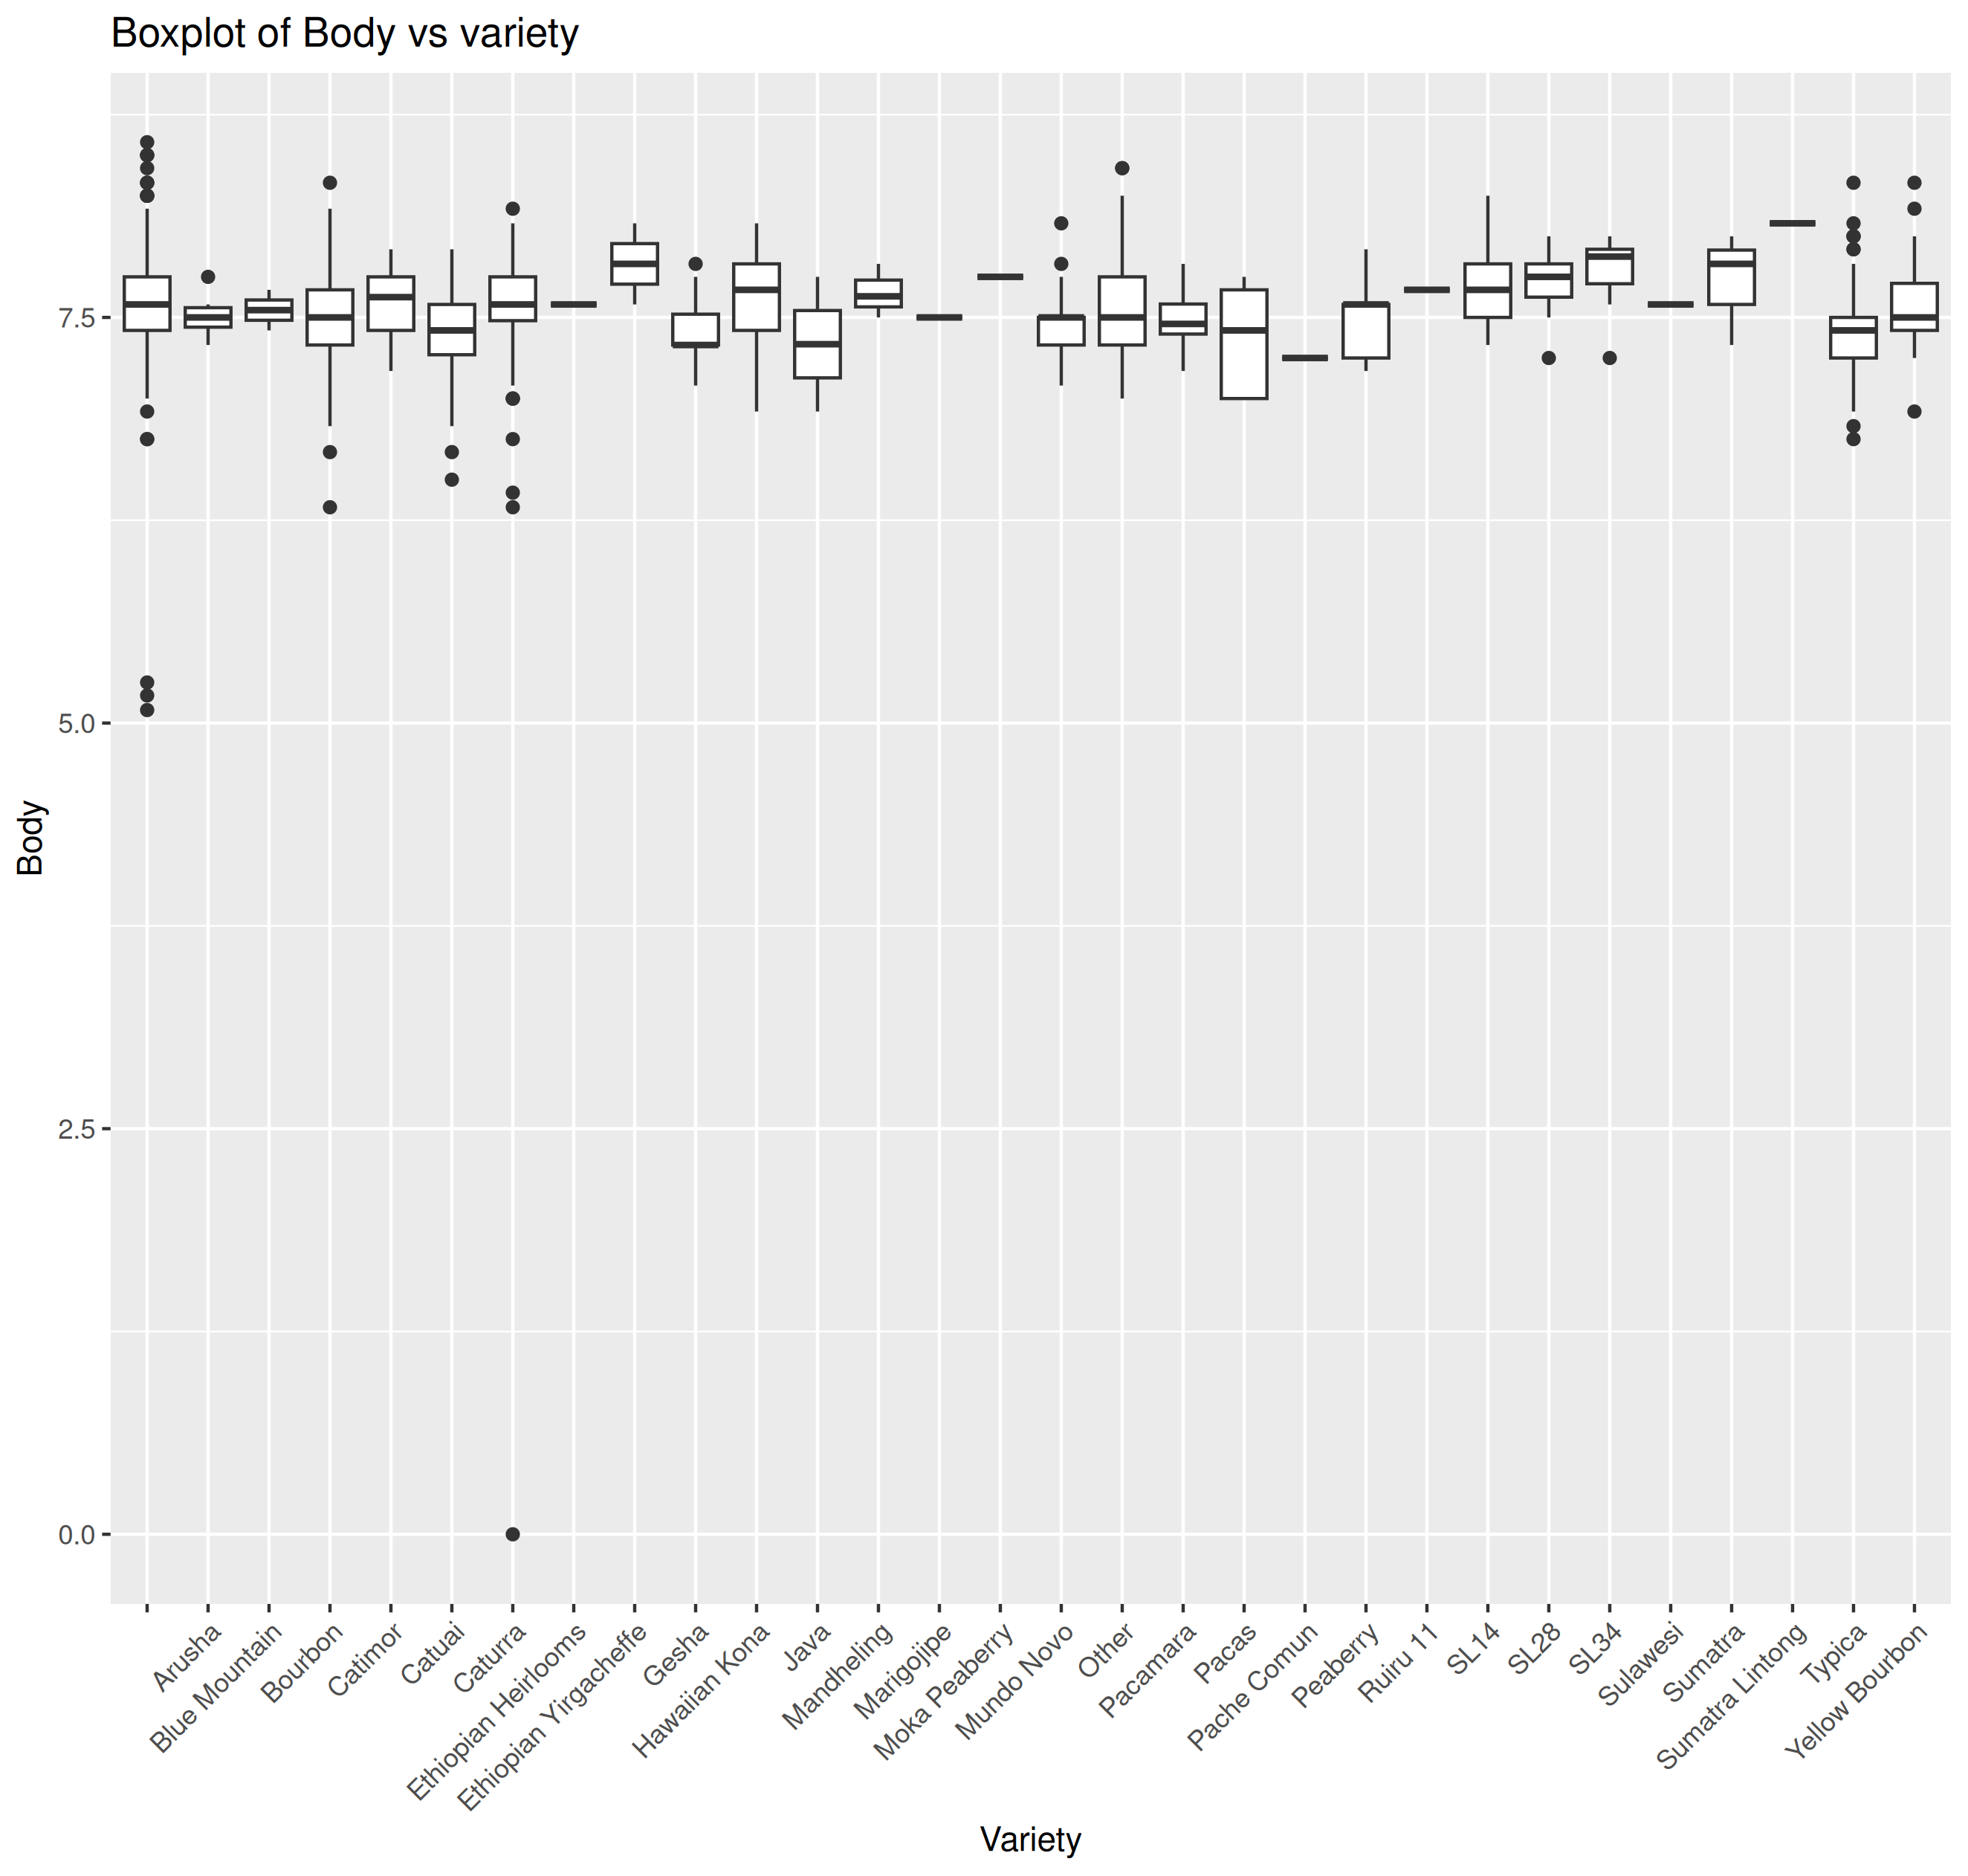 Boxplot of Body vs variety
Body
7.5
5.0
2.5
0.0
Arusha
Blue Mountain
Bourbon
Catimor
Catuai
Caturra
Ethiopian Heirlooms
Ethiopian Yirgacheffe
Gesha
Hawaiian Kona
Java
Mandheling
Marigojipe
Moka Peaberry
Mundo Novo
Other
Pacamara
Pacas
Pache Comun
Peaberry
Ruiru 11
SL14
SL28
SL34
Sulawesi
Sumatra
Sumatra Lintong
Typica
Yellow Bourbon
Variety